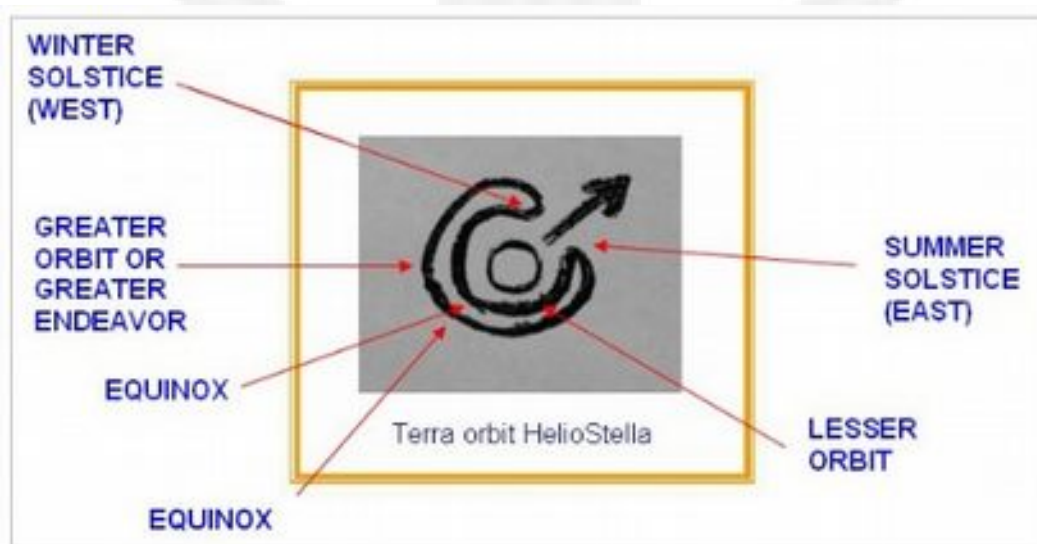 WINTER
SOLSTICE
(WEST)
GREATER
ORBIT OR
GREATER
ENDEAVOR
SUMMER
SOLSTICE
(EAST)
EQUINOX
Terra orbit HelioStella
LESSER
ORBIT
EQUINOX